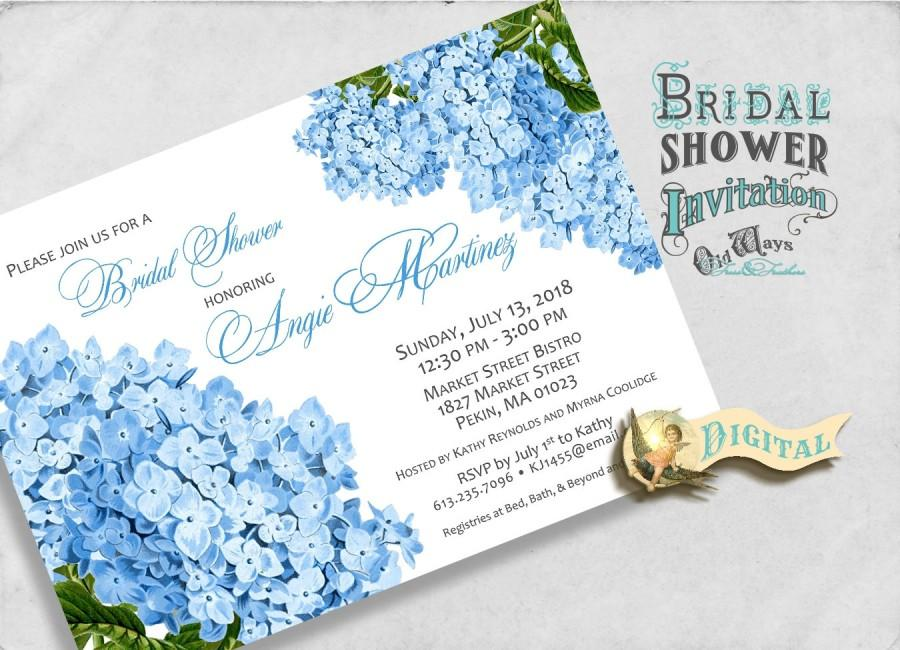 PLEASE JOIN US FOR A
Bridal Shower
HONORING
Angie Martinez
SUNDAY, JULY 13, 2018
12:30 PM - 3:00 PM
MARKET STREET BISTRO
1827 MARKET STREET
PEKIN, MA 01023
HOSTED BY KATHY REYNOLDS AND MYRNA COOLIDGE
RSVP by July 1st to Kathy
613.235.7096 • KJ1455@email
Registries at Bed, Bath, & Beyond and
BRIDAL
SHOWER
Invitation
Old Ways
DIGITAL